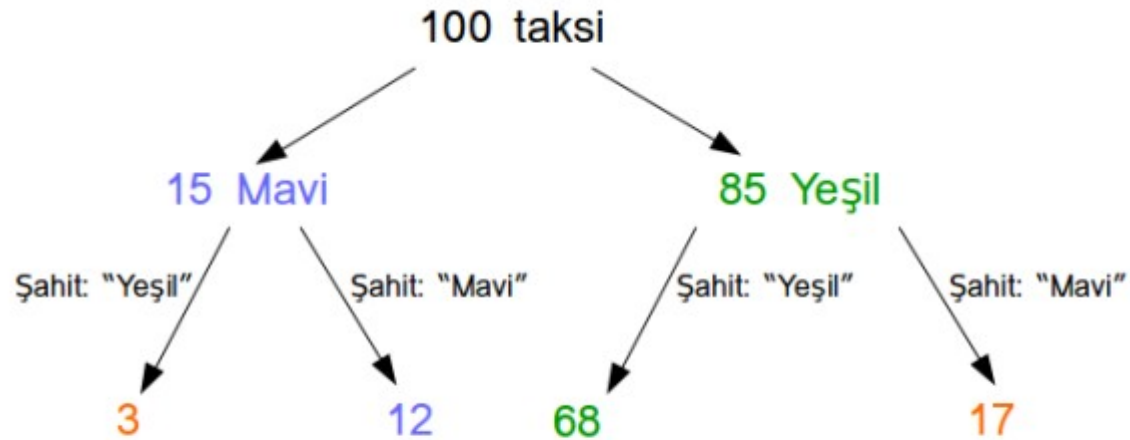 100 taksi
15 Mavi
85 Yeşil
Şahit: “Yeşil”
Şahit: “Mavi”
Şahit: “Yeşil”
Şahit: “Mavi”
3
12
68
17